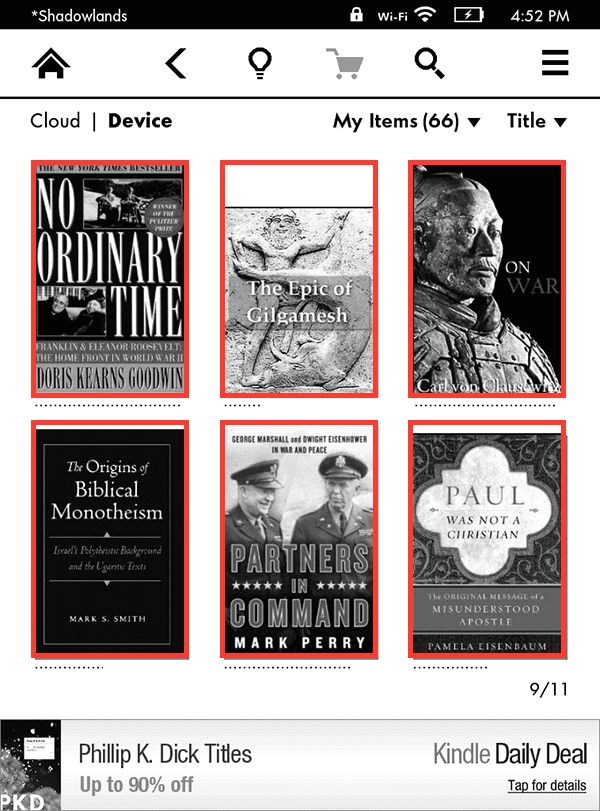 *Shadowlands Wi-Fi 4:52 PM
Cloud | Device My Items (66) Title
THE NEW YORK TIMES BESTSELLER
NO
WINNER
OF THE
PULITZER
PRIZE
ORDINARY
TIME
FRANKLIN & ELEANOR ROOSEVELT:
THE HOME FRONT IN WORLD WAR II
DORIS KEARNS GOODWIN
The Epic of
Gilgamesh
ON
WAR
Carl von Clausewitz
The Origins of
Biblical
Monotheism
Israel's Polytheistic Background
and the Ugaritic Texts
MARK S. SMITH
GEORGE MARSHALL AND DWIGHT EISENHOWER
IN WAR AND PEACE
PARTNERS
IN
COMMAND
MARK PERRY
PAUL
WAS NOT A
CHRISTIAN
The ORIGINAL MESSAGE of a
MISUNDERSTOOD
APOSTLE
PAMELA EISENBAUM
9/11
PKD
Phillip K. Dick Titles
Up to 90% off
Kindle Daily Deal
Tap for details